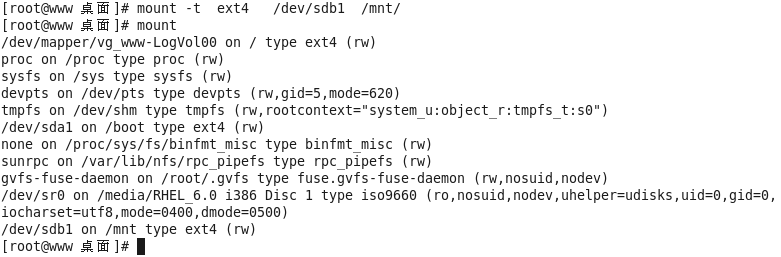 [root@www 桌面]# mount -t  ext4   /dev/sdb1  /mnt/
[root@www 桌面]# mount
/dev/mapper/vg_www-LogVol00 on / type ext4 (rw)
proc on /proc type proc (rw)
sysfs on /sys type sysfs (rw)
devpts on /dev/pts type devpts (rw,gid=5,mode=620)
tmpfs on /dev/shm type tmpfs (rw,rootcontext="system_u:object_r:tmpfs_t:s0")
/dev/sda1 on /boot type ext4 (rw)
none on /proc/sys/fs/binfmt_misc type binfmt_misc (rw)
sunrpc on /var/lib/nfs/rpc_pipefs type rpc_pipefs (rw)
gvfs-fuse-daemon on /root/.gvfs type fuse.gvfs-fuse-daemon (rw,nosuid,nodev)
/dev/sr0 on /media/RHEL_6.0 i386 Disc 1 type iso9660 (ro,nosuid,nodev,uhelper=udisks,uid=0,gid=0,
iocharset=utf8,mode=0400,dmode=0500)
/dev/sdb1 on /mnt type ext4 (rw)
[root@www 桌面]#